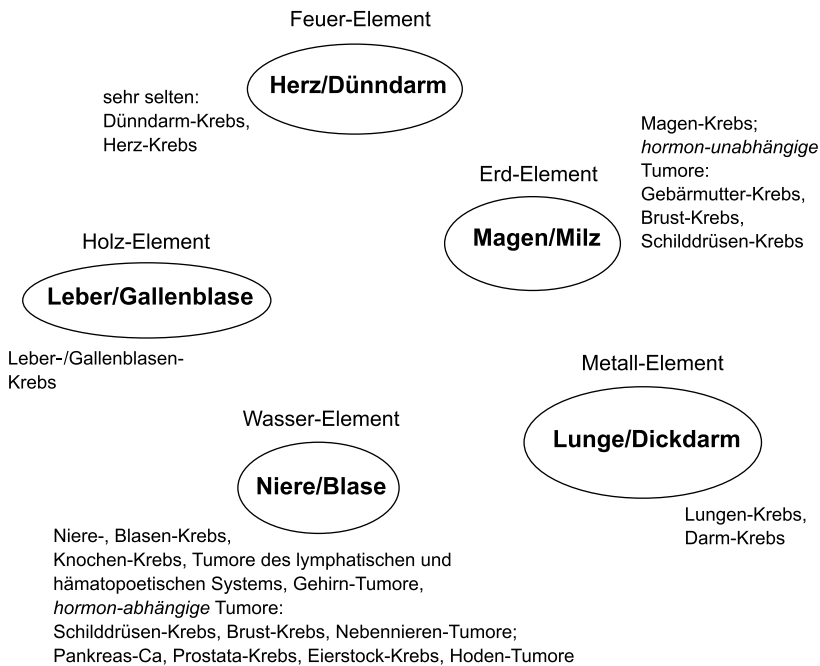 Feuer-Element
Herz/Dünndarm
sehr selten:
Dünndarm-Krebs,
Herz-Krebs
Magen-Krebs;
hormon-unabhängige
Tumore:
Gebärmutter-Krebs,
Brust-Krebs,
Schilddrüsen-Krebs
Erd-Element
Magen/Milz
Holz-Element
Leber/Gallenblase
Leber-/Gallenblasen-
Krebs
Metall-Element
Lunge/Dickdarm
Lungen-Krebs,
Darm-Krebs
Wasser-Element
Niere/Blase
Niere-, Blasen-Krebs,
Knochen-Krebs, Tumore des lymphatischen und
hämatopoetischen Systems, Gehirn-Tumore,
hormon-abhängige Tumore:
Schilddrüsen-Krebs, Brust-Krebs, Nebennieren-Tumore;
Pankreas-Ca, Prostata-Krebs, Eierstock-Krebs, Hoden-Tumore